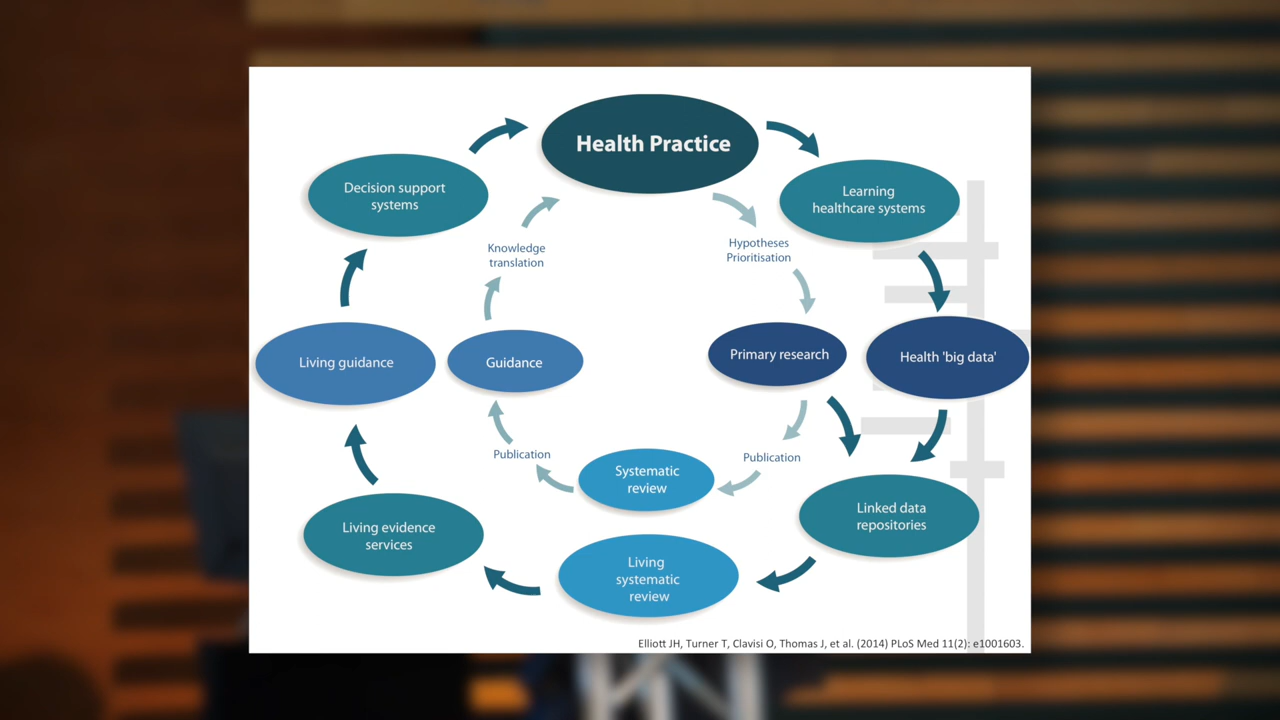 Health Practice
Decision support
systems
Learning
healthcare systems
Knowledge
translation
Hypotheses
Prioritisation
Living guidance
Guidance
Primary research
Health 'big data'
Publication
Systematic
review
Publication
Living evidence
services
Linked data
repositories
Living
systematic
review
Elliott JH, Turner T, Clavisi O, Thomas J, et al. (2014) PLoS Med 11(2): e1001603.